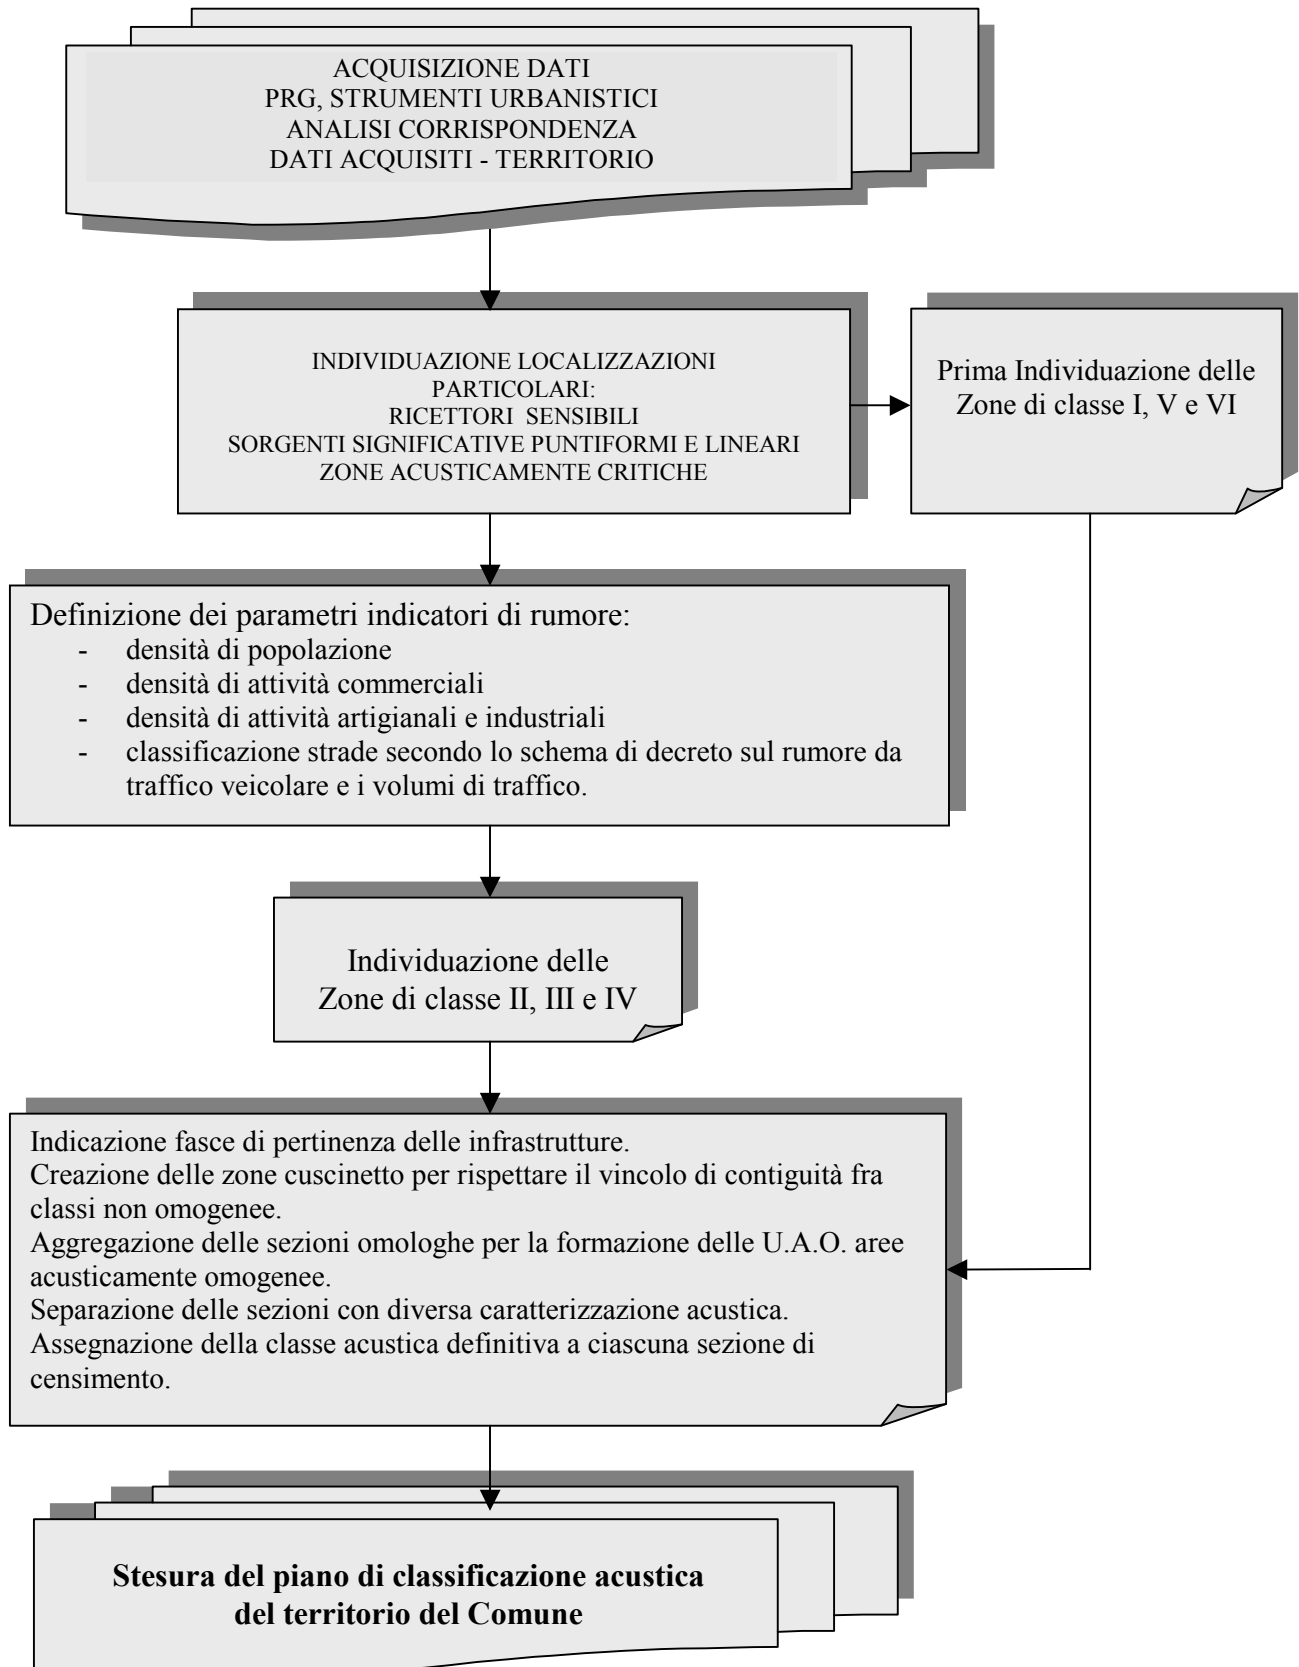 ACQUISIZIONE DATI
PRG, STRUMENTI URBANISTICI
ANALISI CORRISPONDENZA
DATI ACQUISITI - TERRITORIO
INDIVIDUAZIONE LOCALIZZAZIONI
PARTICOLARI:
RICETTORI SENSIBILI
SORGENTI SIGNIFICATIVE PUNTIFORMI E LINEARI
ZONE ACUSTICAMENTE CRITICHE
Prima Individuazione delle
Zone di classe I, V e VI
Definizione dei parametri indicatori di rumore:
- densità di popolazione
- densità di attività commerciali
- densità di attività artigianali e industriali
- classificazione strade secondo lo schema di decreto sul rumore da
traffico veicolare e i volumi di traffico.
Individuazione delle
Zone di classe II, III e IV
Indicazione fasce di pertinenza delle infrastrutture.
Creazione delle zone cuscinetto per rispettare il vincolo di contiguità fra
classi non omogenee.
Aggregazione delle sezioni omologhe per la formazione delle U.A.O. aree
acusticamente omogenee.
Separazione delle sezioni con diversa caratterizzazione acustica.
Assegnazione della classe acustica definitiva a ciascuna sezione di
censimento.
Stesura del piano di classificazione acustica
del territorio del Comune